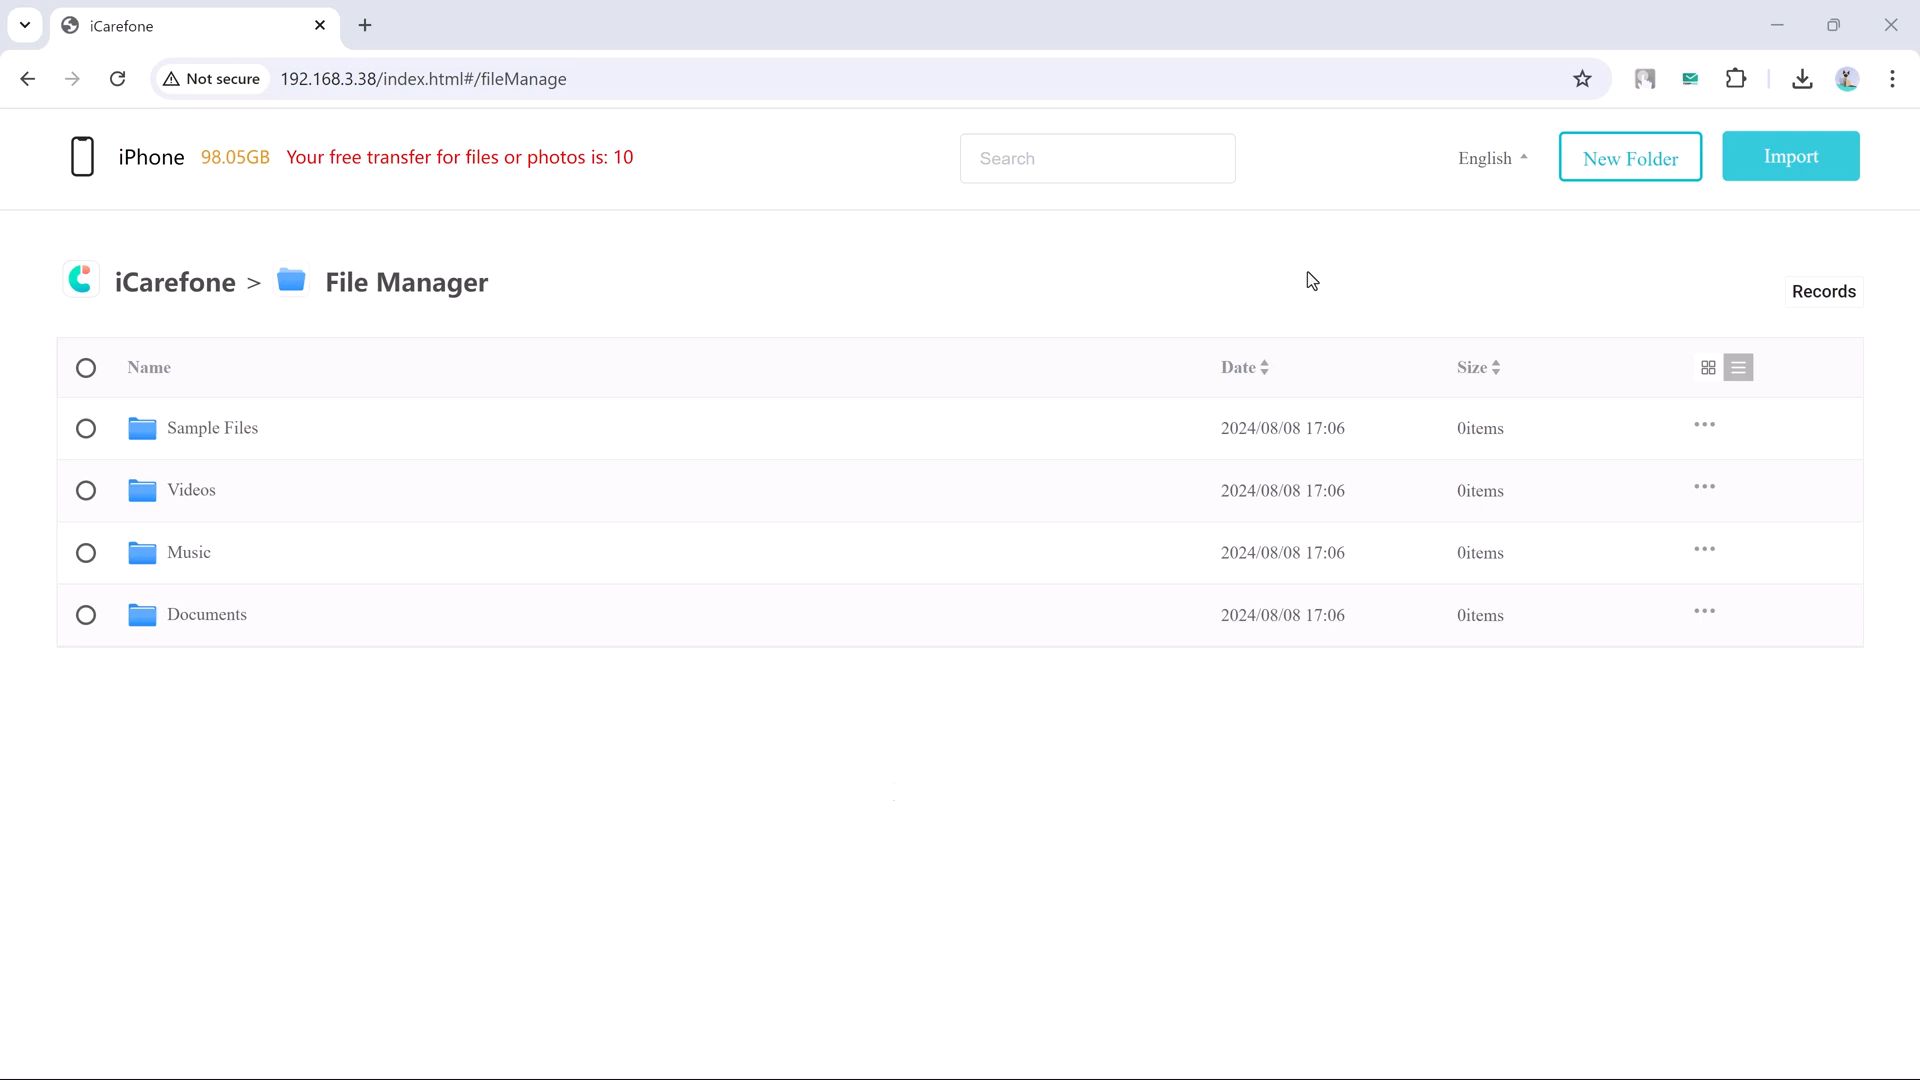 iCarefone
Not secure
192.168.3.38/index.html#/fileManage
iPhone 98.05GB Your free transfer for files or photos is: 10
Search
English
New Folder
Import
iCarefone > File Manager
Records
Name Date Size
Sample Files 2024/08/08 17:06 0items
Videos 2024/08/08 17:06 0items
Music 2024/08/08 17:06 0items
Documents 2024/08/08 17:06 0items